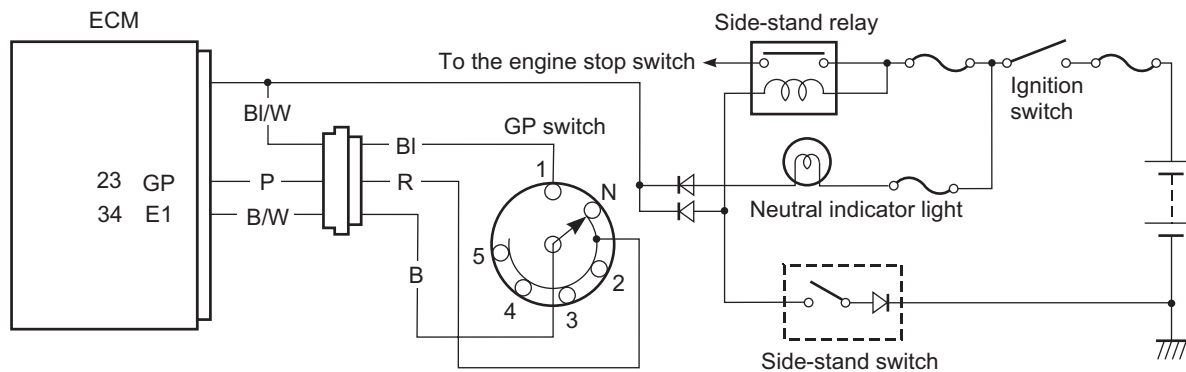 ECM
Side-stand relay
To the engine stop switch
Ignition
switch
Bl/W
GP switch
Bl
1
N
23 GP
P
R
34 E1
B/W
Neutral indicator light
5
2
B
4
3
Side-stand switch